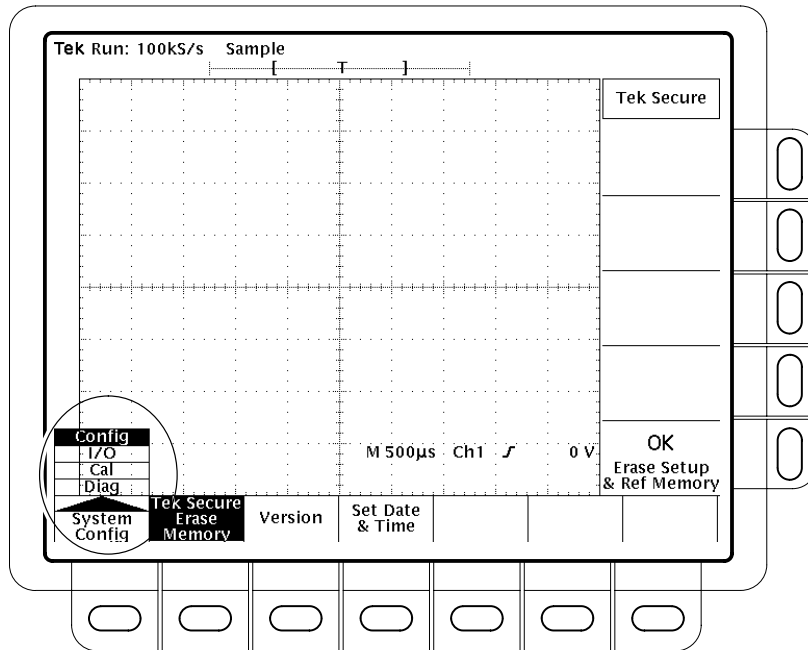 Tek Run: 100kS/s Sample
[ T ]
Tek Secure
Config
I/O
Cal
Diag
M 500µs Ch1 0 V
OK
Erase Setup
& Ref Memory
System
Config
Tek Secure
Erase
Memory
Version
Set Date
& Time